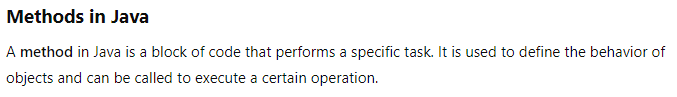 Methods in Java
A method in Java is a block of code that performs a specific task. It is used to define the behavior of
objects and can be called to execute a certain operation.